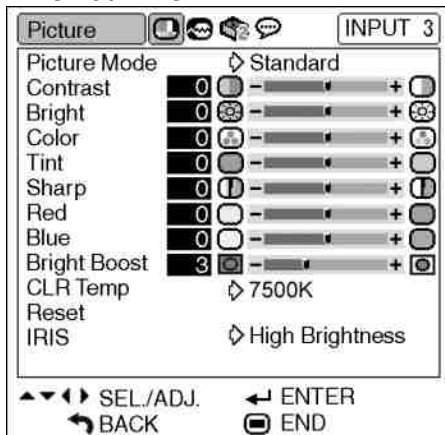 Picture INPUT 3
Picture Mode Standard
Contrast 0 - +
Bright 0 - +
Color 0 - +
Tint 0 - +
Sharp 0 - +
Red 0 - +
Blue 0 - +
Bright Boost 3 - +
CLR Temp 7500K
Reset
IRIS High Brightness
SEL./ADJ. ENTER
BACK END